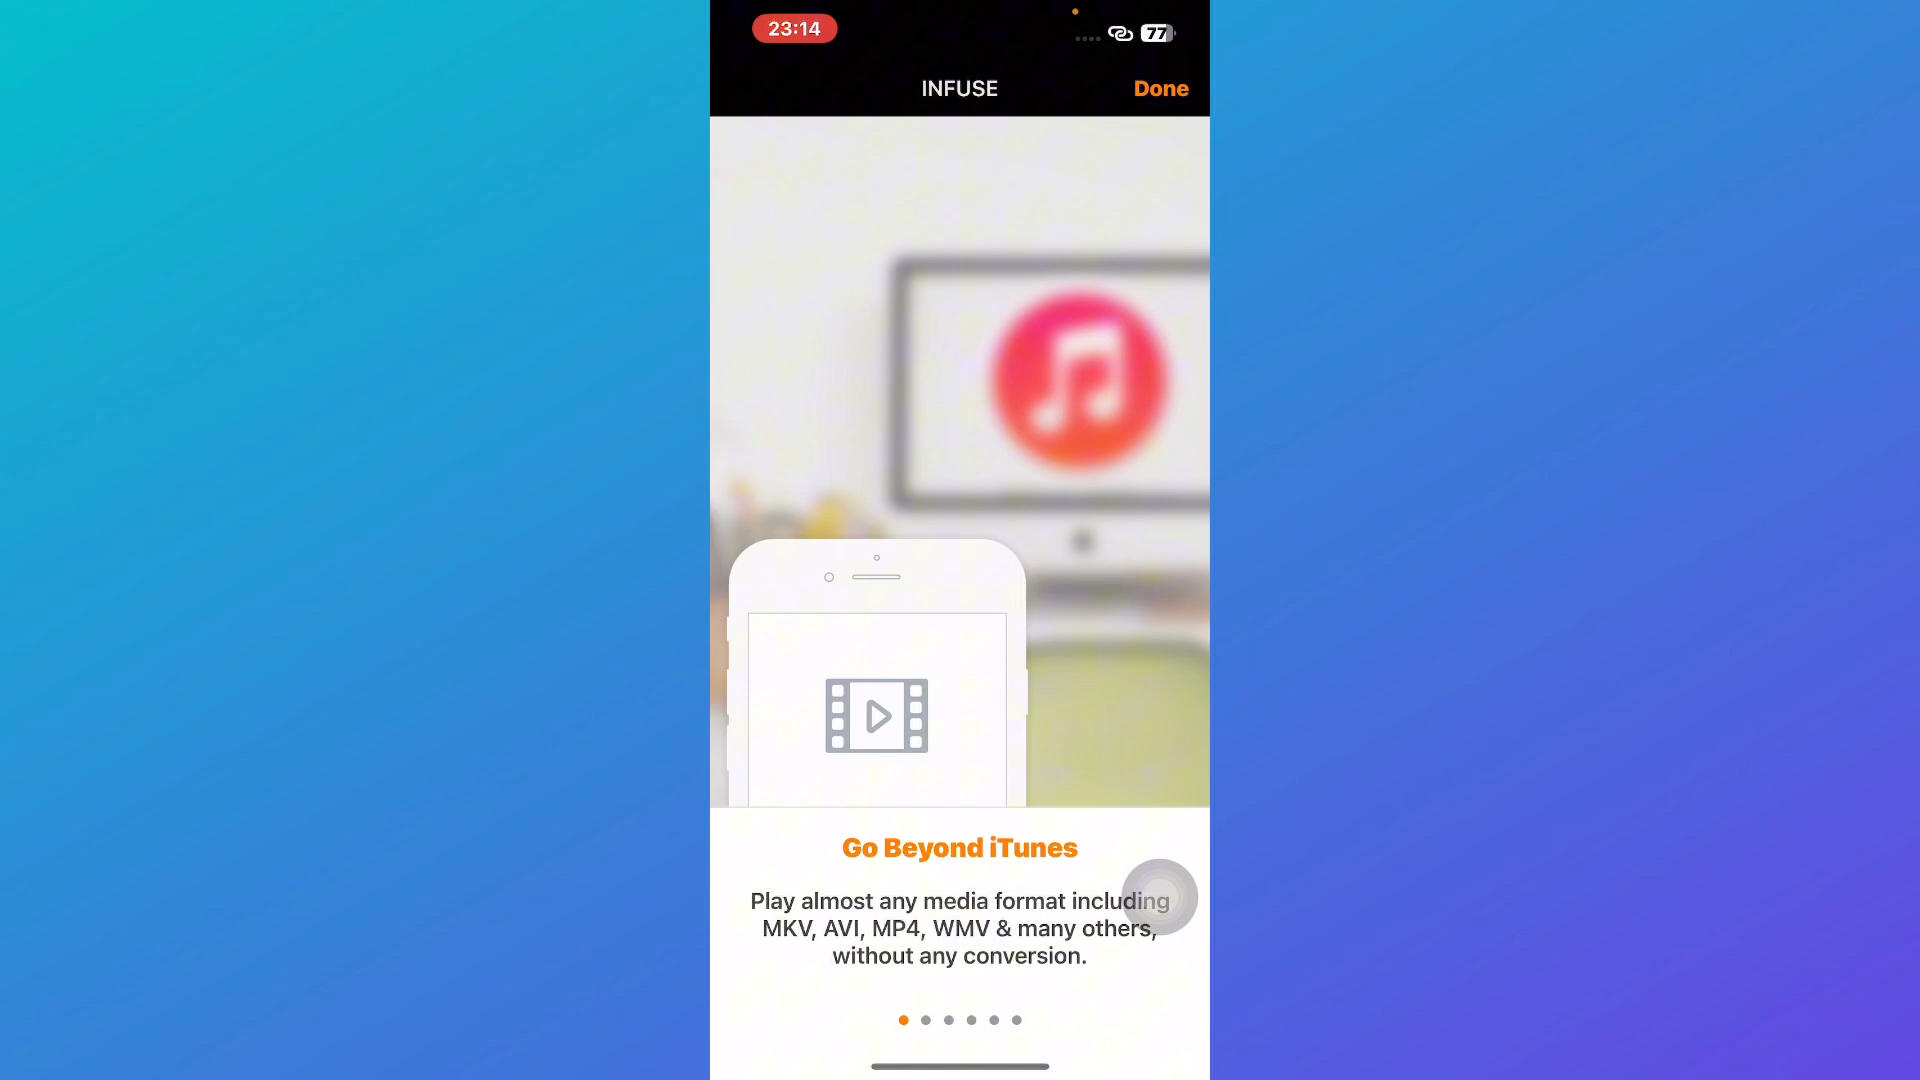 23:14
77
INFUSE
Done
Go Beyond iTunes
Play almost any media format including
MKV, AVI, MP4, WMV & many others,
without any conversion.